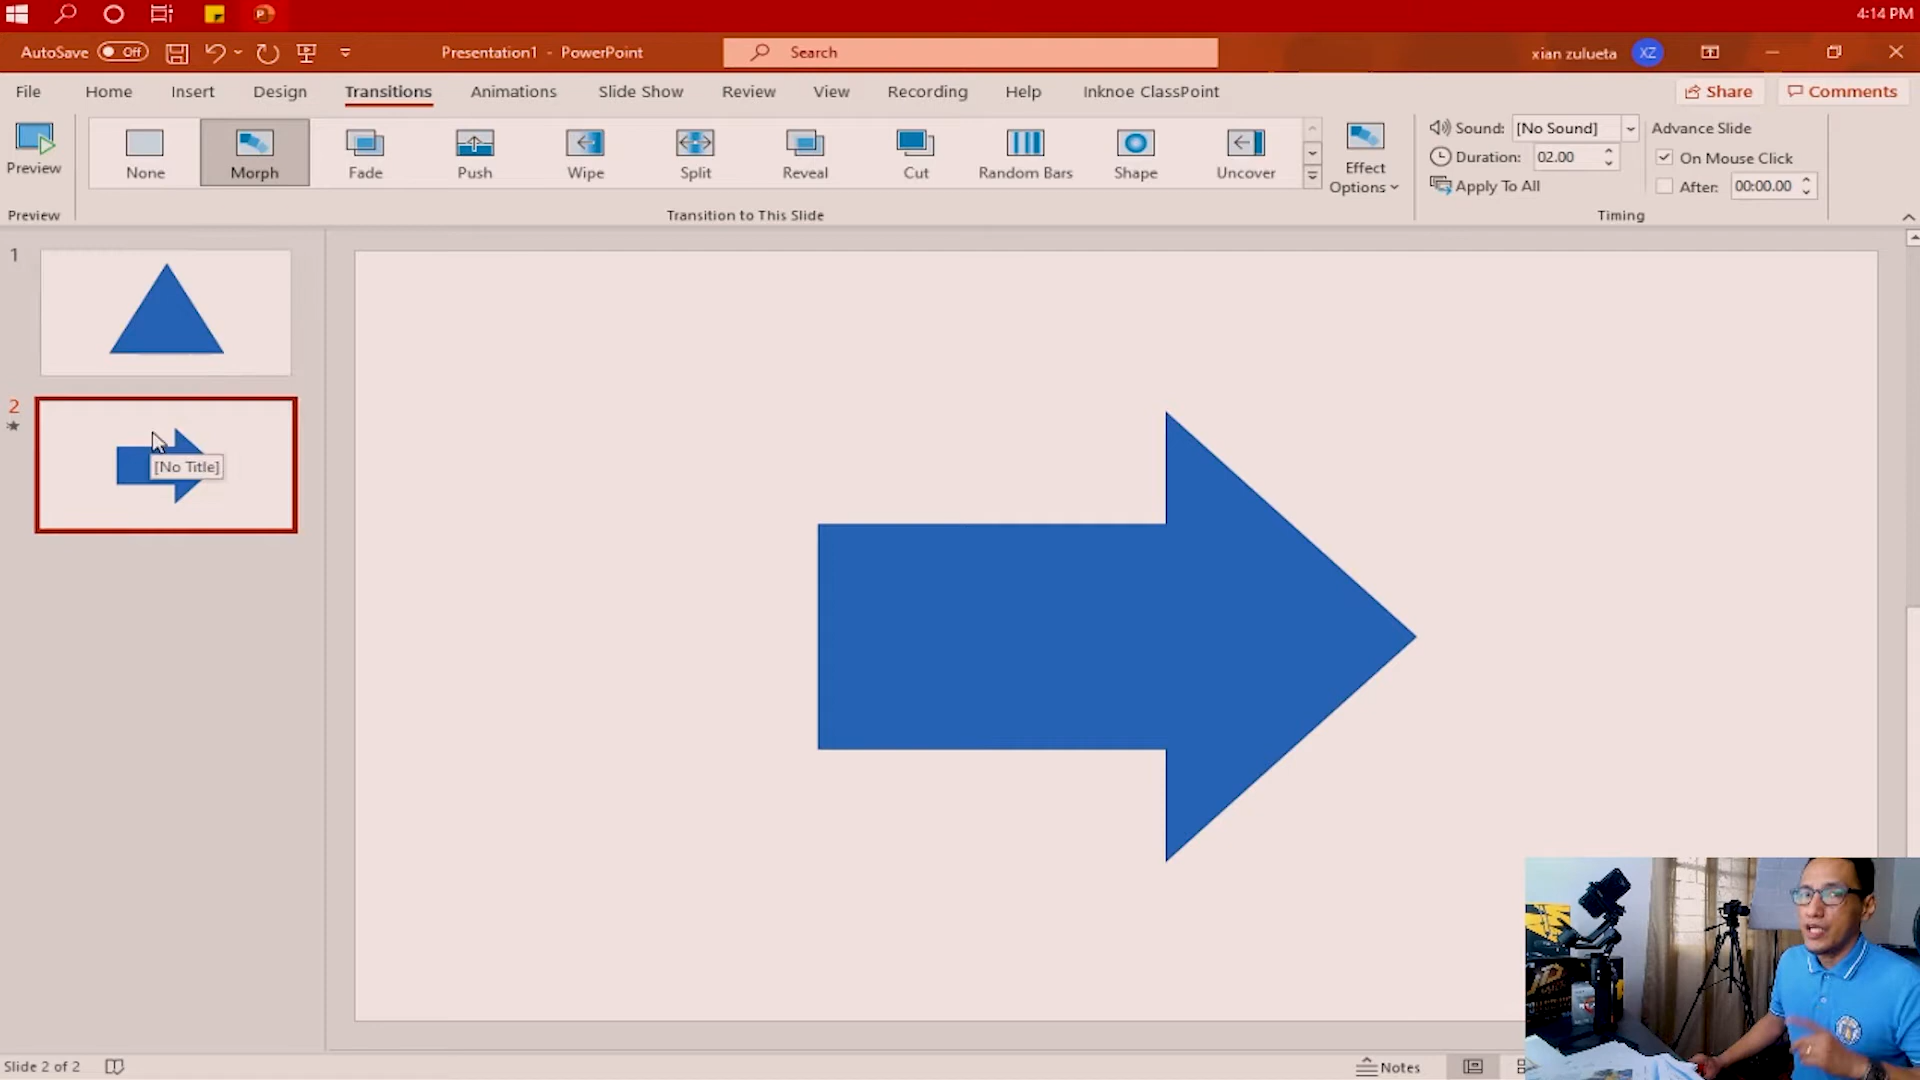 4:14 PM
AutoSave Off
Presentation1 - PowerPoint
Search
xian zulueta XZ
File Home Insert Design Transitions Animations Slide Show Review View Recording Help Inknoe ClassPoint
Share Comments
Preview
None Morph Fade Push Wipe Split Reveal Cut Random Bars Shape Uncover
Effect
Options
Sound: [No Sound]
Duration: 02.00
Apply To All
Advance Slide
On Mouse Click
After: 00:00.00
Preview Transition to This Slide Timing
1
2
[No Title]
Slide 2 of 2
Notes